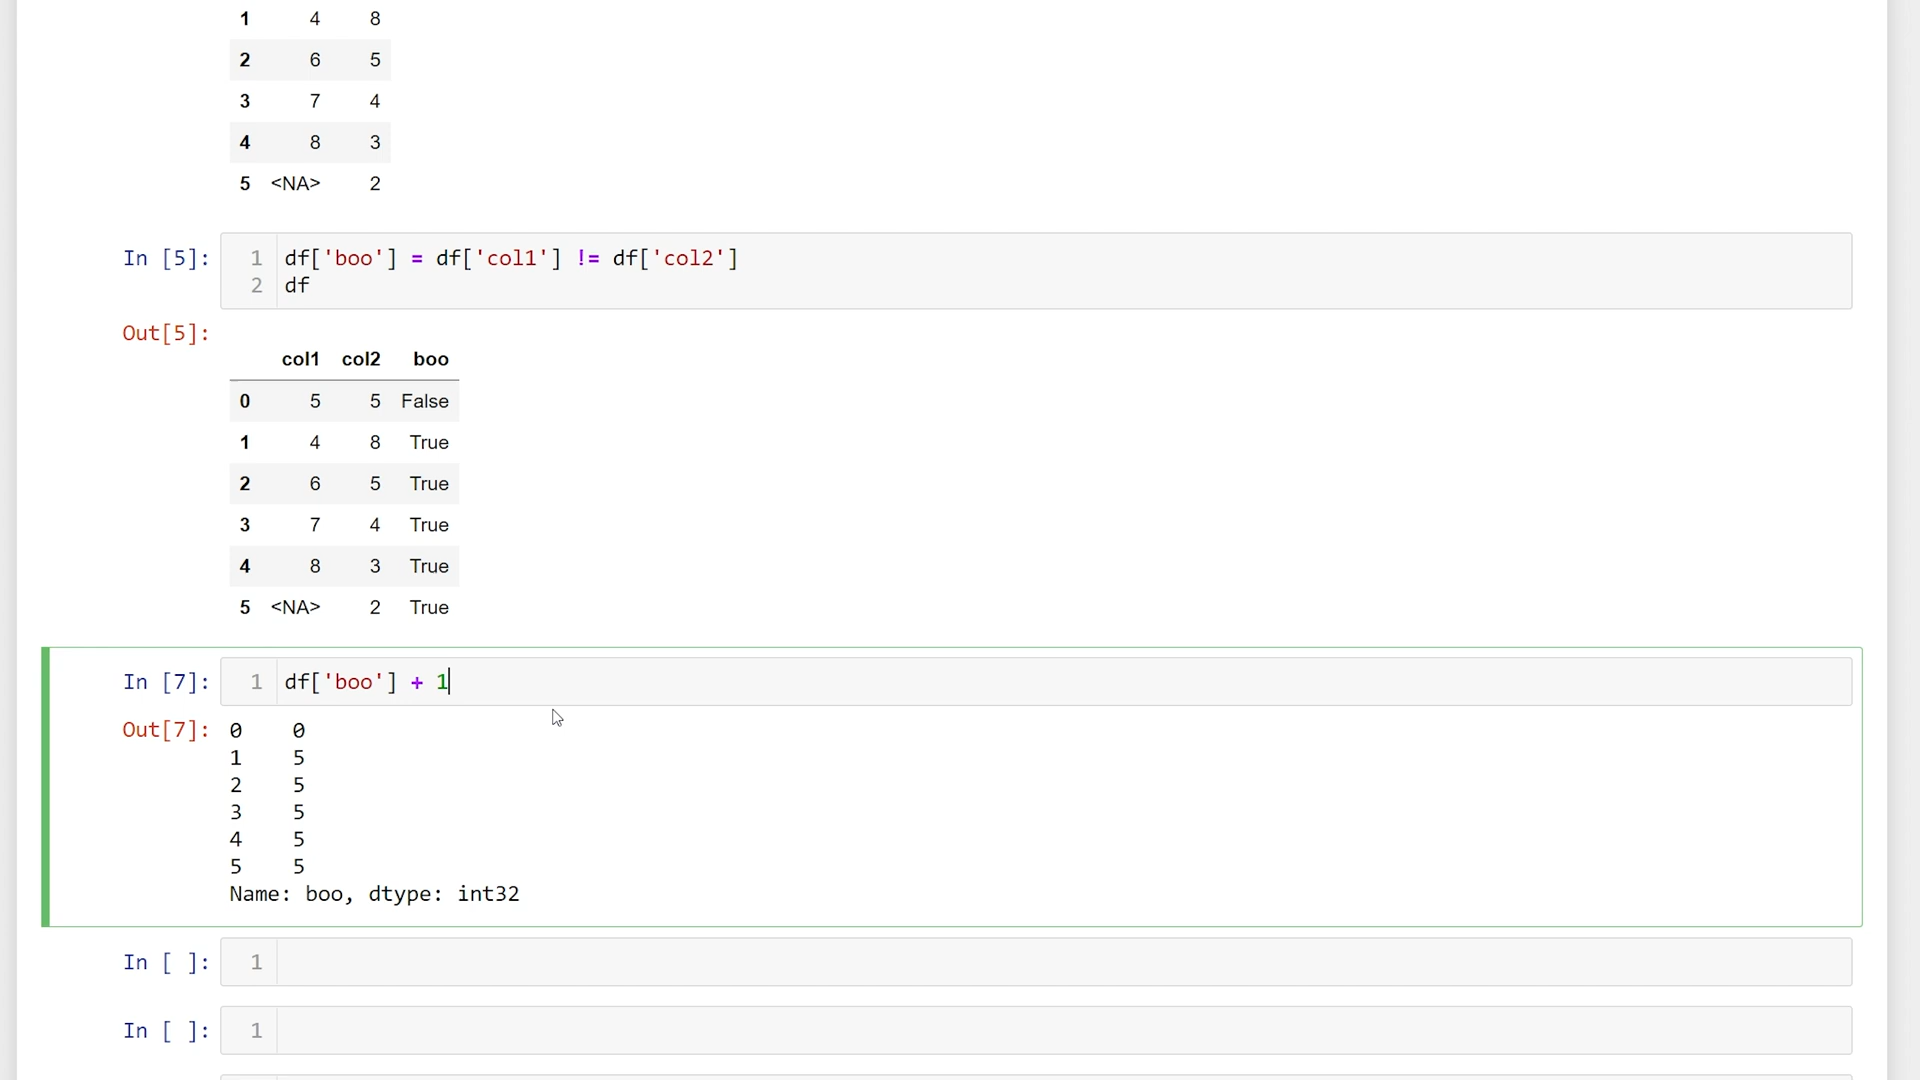 1 4 8
2 6 5
3 7 4
4 8 3
5 <NA> 2
In [5]: 1 df['boo'] = df['col1'] != df['col2']
2 df
Out[5]:
col1 col2 boo
0 5 5 False
1 4 8 True
2 6 5 True
3 7 4 True
4 8 3 True
5 <NA> 2 True
In [7]: 1 df['boo'] + 1
Out[7]: 0 0
1 5
2 5
3 5
4 5
5 5
Name: boo, dtype: int32
In [ ]: 1
In [ ]: 1